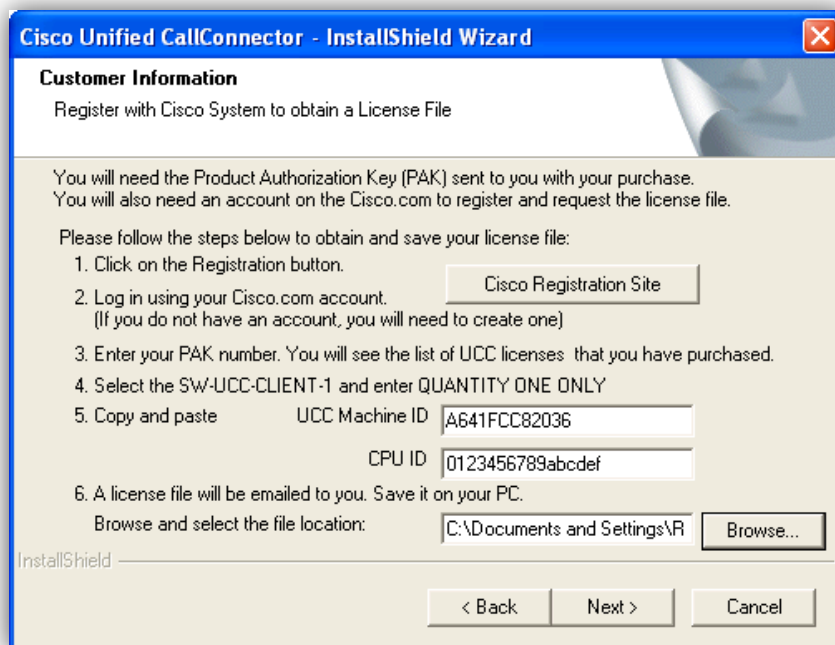 Cisco Unified CallConnector - InstallShield Wizard
Customer Information
Register with Cisco System to obtain a License File
You will need the Product Authorization Key (PAK) sent to you with your purchase.
You will also need an account on the Cisco.com to register and request the license file.
Please follow the steps below to obtain and save your license file:
1. Click on the Registration button.
Cisco Registration Site
2. Log in using your Cisco.com account.
(If you do not have an account, you will need to create one)
3. Enter your PAK number. You will see the list of UCC licenses that you have purchased.
4. Select the SW-UCC-CLIENT-1 and enter QUANTITY ONE ONLY
5. Copy and paste UCC Machine ID A641FCC82036
CPU ID 0123456789abcdef
6. A license file will be emailed to you. Save it on your PC.
Browse and select the file location: C:\Documents and Settings\R Browse...
InstallShield
< Back Next > Cancel